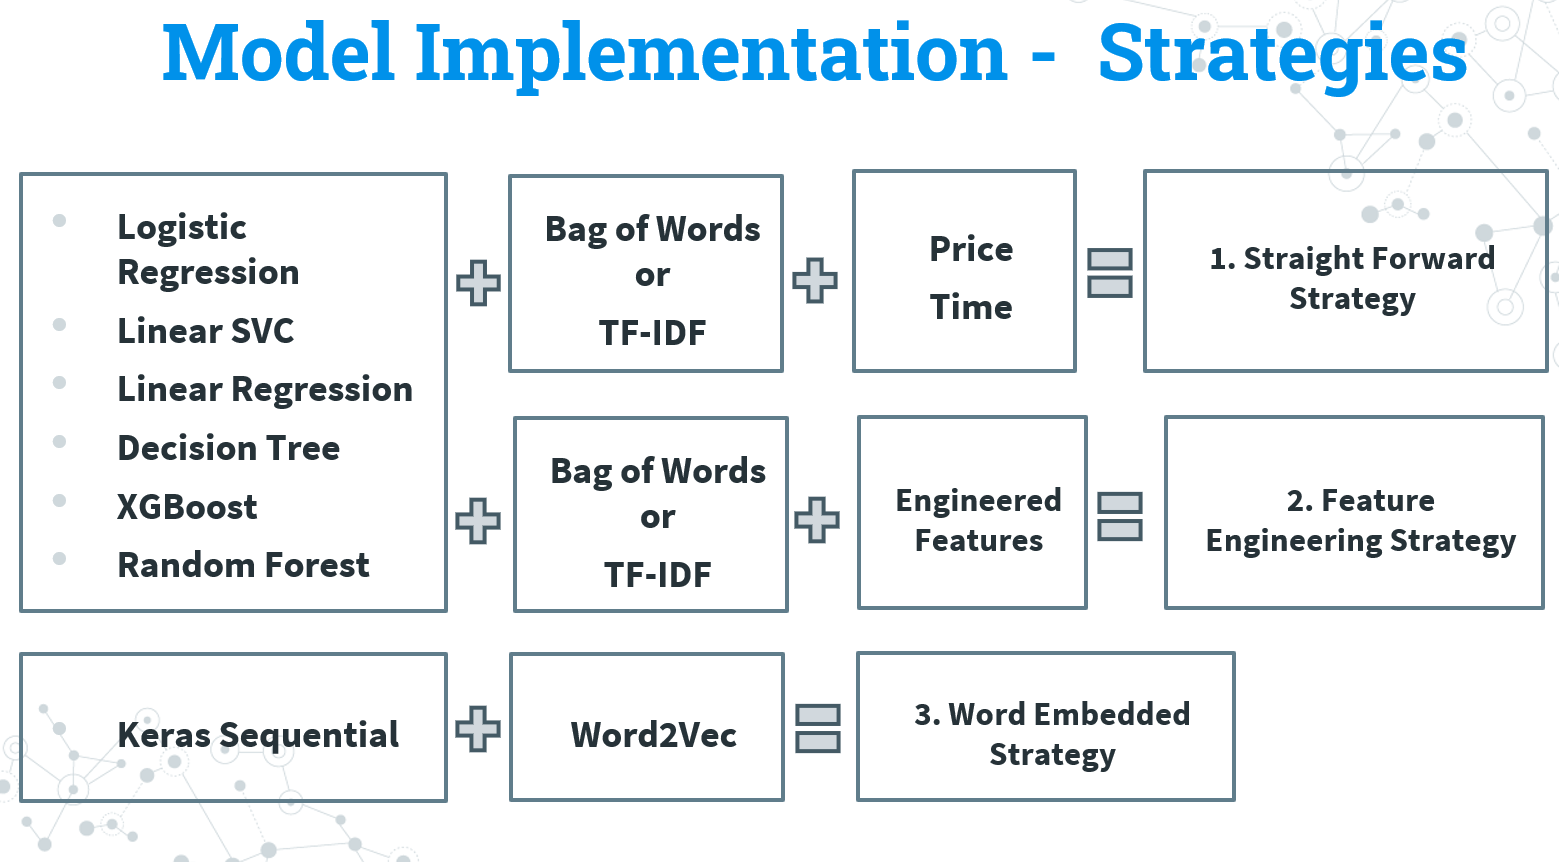 Model Implementation - Strategies
Logistic
Regression
Linear SVC
Linear Regression
Decision Tree
XGBoost
Random Forest
Bag of Words
or
TF-IDF
Price
Time
1. Straight Forward
Strategy
Bag of Words
or
TF-IDF
Engineered
Features
2. Feature
Engineering Strategy
Keras Sequential
Word2Vec
3. Word Embedded
Strategy